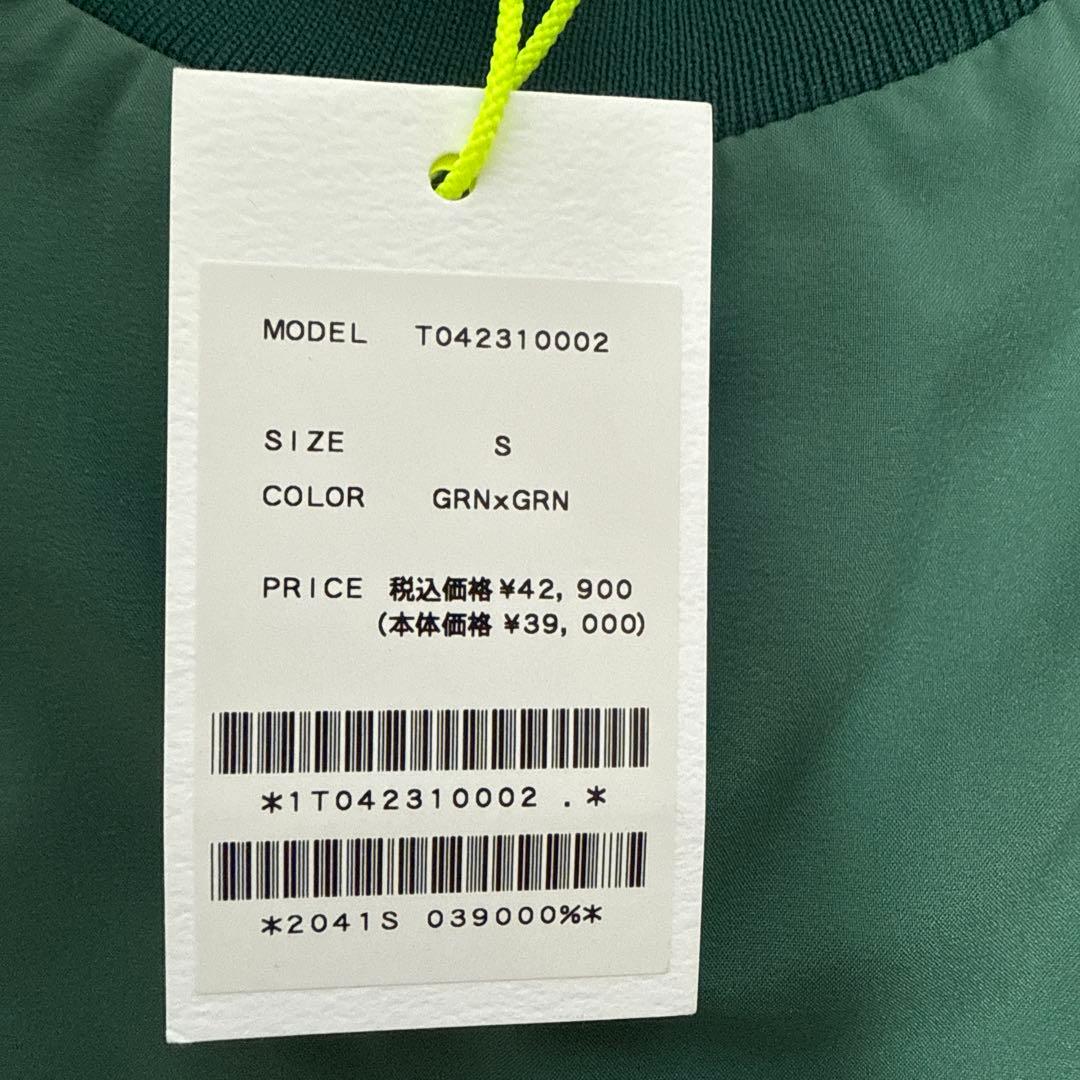 MODEL T042310002
SIZE S
COLOR GRNxGRN
PRICE 税込価格 ¥42,900
(本体価格 ¥39,000)
*1T042310002 .*
*2041S 039000%*